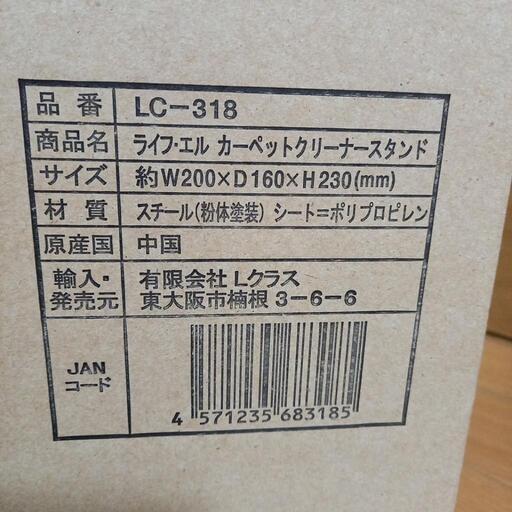 品番 LC-318
商品名 ライフ・エル カーペットクリーナースタンド
サイズ 約W200×D160×H230(mm)
材質 スチール(粉体塗装) シート=ポリプロピレン
原産国 中国
輸入・発売元 有限会社 Lクラス
東大阪市楠根 3-6-6
JANコード
4 571235 683185